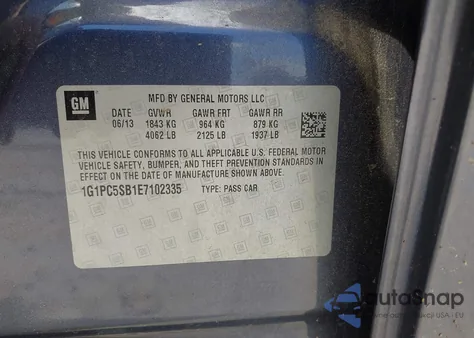 GM
MFD BY GENERAL MOTORS LLC
DATE GVWR GAWR FRT GAWR RR
06/13 1843 KG 964 KG 879 KG
4062 LB 2125 LB 1937 LB
THIS VEHICLE CONFORMS TO ALL APPLICABLE U.S. FEDERAL MOTOR
VEHICLE SAFETY, BUMPER, AND THEFT PREVENTION STANDARDS IN
EFFECT ON THE DATE OF MANUFACTURE SHOWN ABOVE.
1G1PC5SB1E7102335 TYPE: PASS CAR
autoSnap